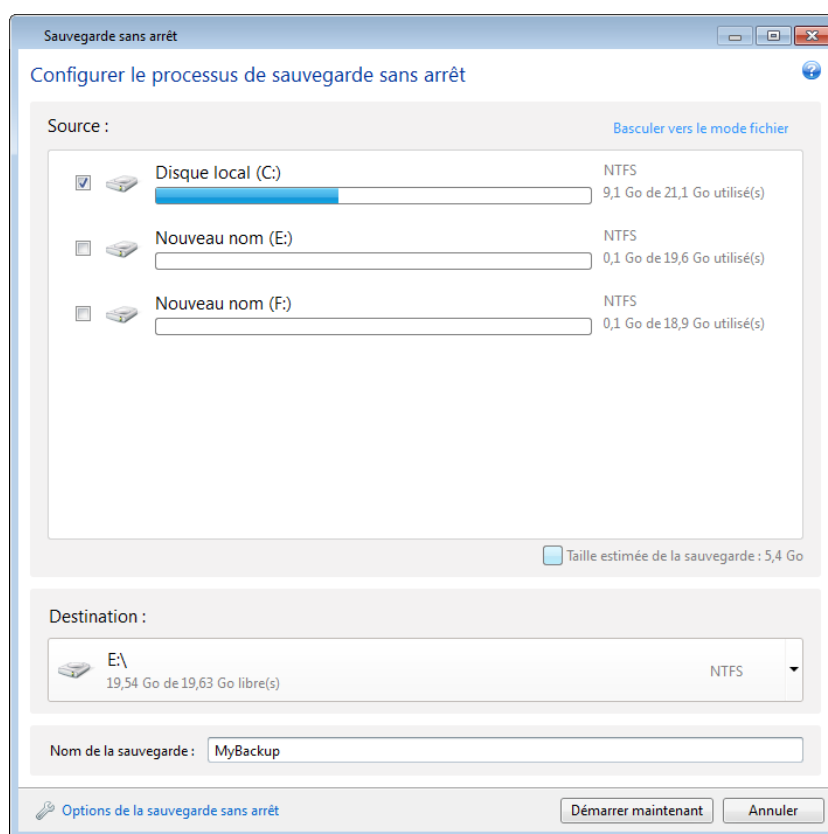 Sauvegarde sans arrêt
Configurer le processus de sauvegarde sans arrêt
Source :
Basculer vers le mode fichier
Disque local (C:)
NTFS
9,1 Go de 21,1 Go utilisé(s)
Nouveau nom (E:)
NTFS
0,1 Go de 19,6 Go utilisé(s)
Nouveau nom (F:)
NTFS
0,1 Go de 18,9 Go utilisé(s)
Taille estimée de la sauvegarde : 5,4 Go
Destination :
E:\
19,54 Go de 19,63 Go libre(s)
NTFS
Nom de la sauvegarde : MyBackup
Options de la sauvegarde sans arrêt
Démarrer maintenant
Annuler